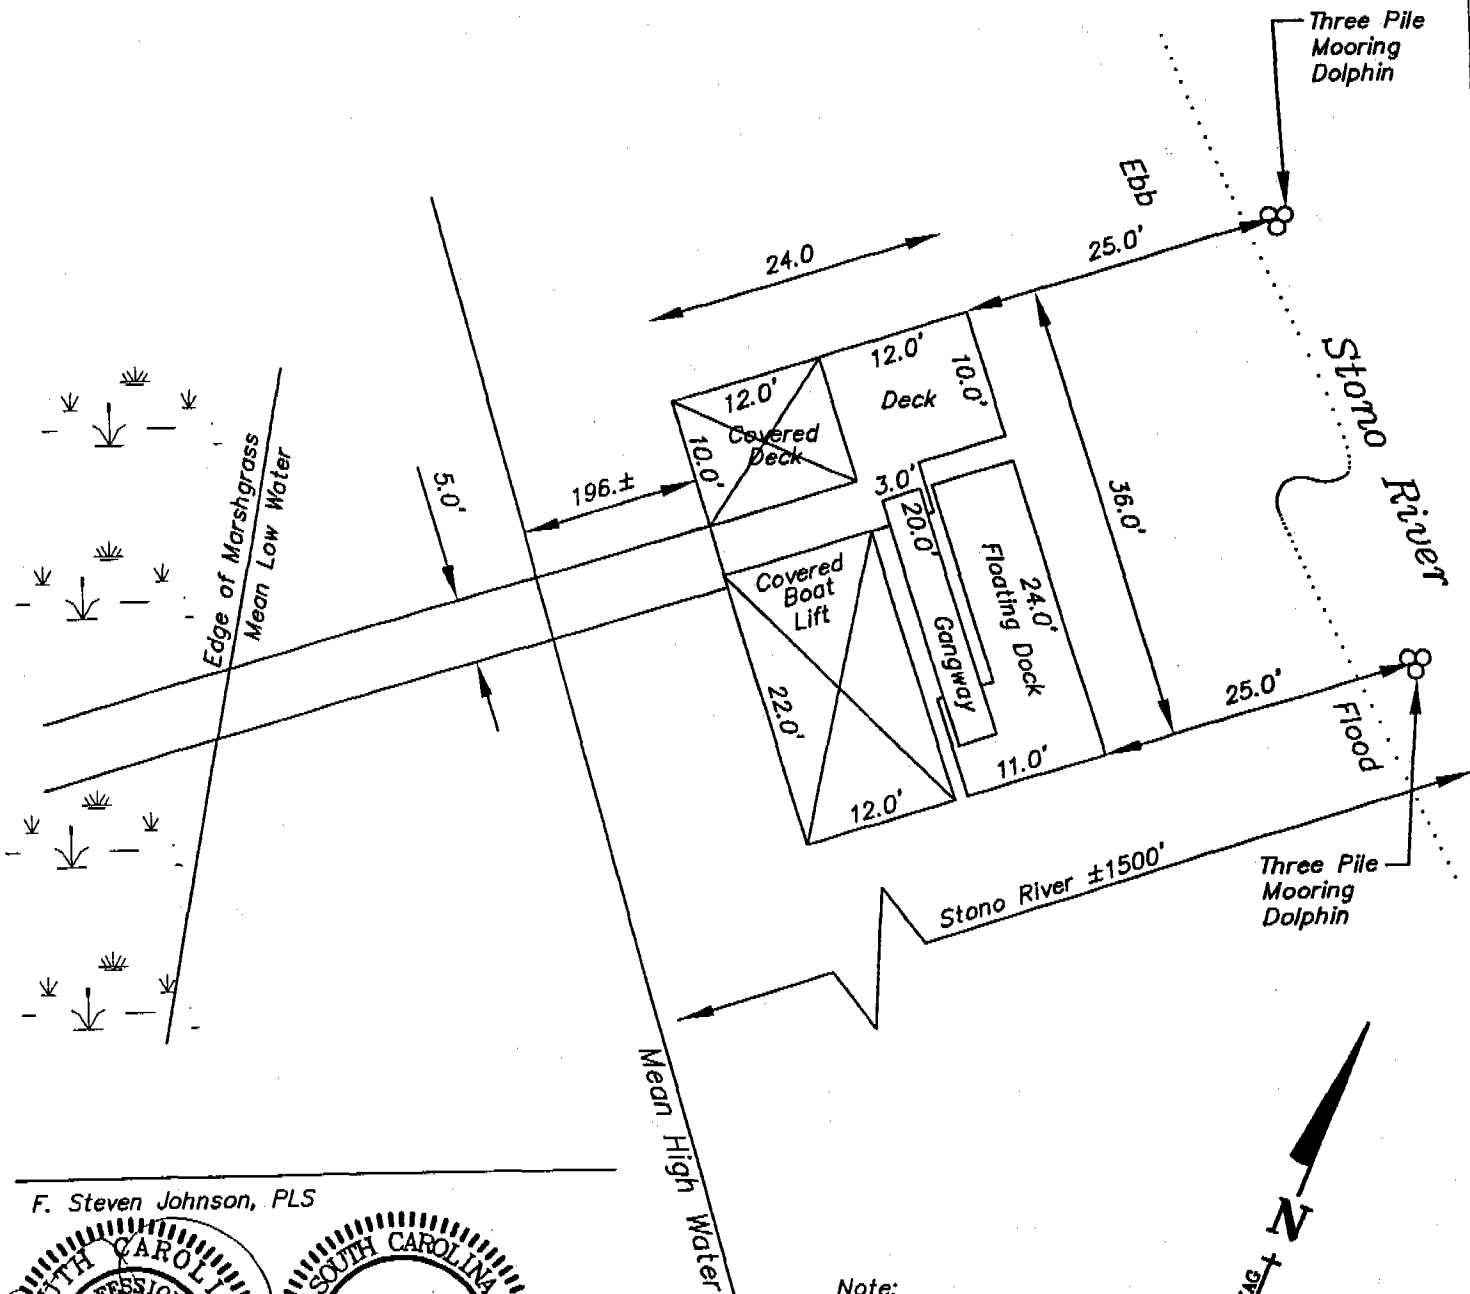 Three Pile
Mooring
Dolphin
Ebb
25.0'
24.0
Stono River
12.0'
12.0'
10.0'
Deck
Covered
Deck
10.0'
196.±
5.0'
Edge of Marshgrass
Mean Low Water
3.0'
20.0'
36.0'
Covered
Boat
Lift
Floating Dock
24.0'
Gangway
22.0'
12.0'
11.0'
25.0'
Flood
Stono River ±1500'
Three Pile
Mooring
Dolphin
Mean High Water
F. Steven Johnson, PLS
SOUTH CAROLINA
N
Note: